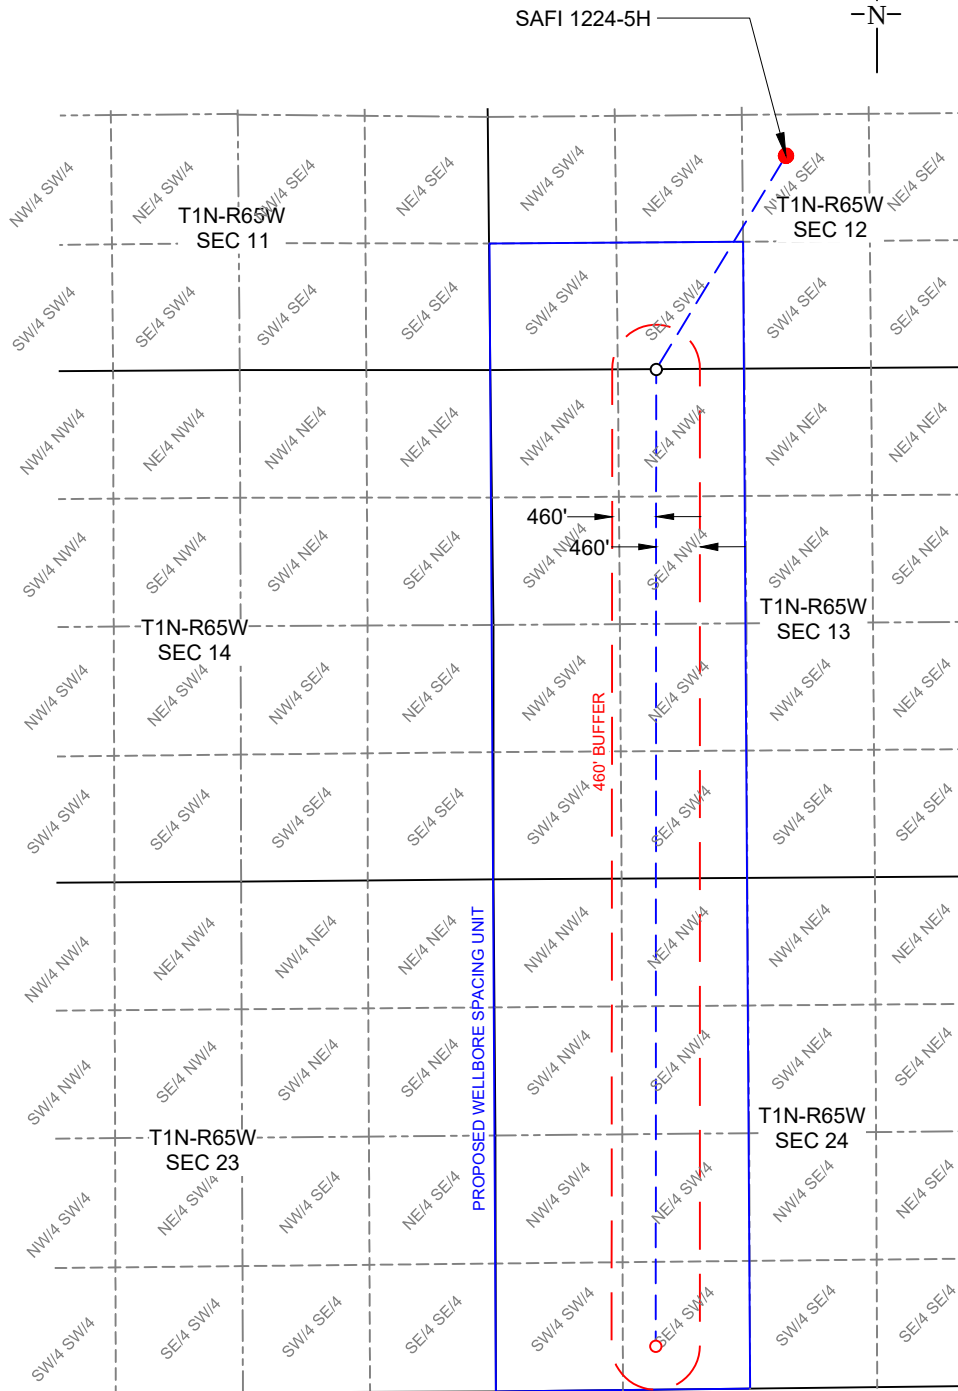 SAFI 1224-5H
-N-
NW/4 SW/4
NE/4 SW/4
NW/4 SE/4
NE/4 SE/4
NW/4 SW/4
NE/4 SW/4
NW/4 SE/4
NE/4 SE/4
T1N-R65W
SEC 11
T1N-R65W
SEC 12
SW/4 SW/4
SE/4 SW/4
SW/4 SE/4
SE/4 SE/4
SW/4 SW/4
SE/4 SW/4
SW/4 SE/4
SE/4 SE/4
NW/4 NW/4
NE/4 NW/4
NW/4 NE/4
NE/4 NE/4
NW/4 NW/4
NE/4 NW/4
NW/4 NE/4
NE/4 NE/4
460'
460'
SW/4 NW/4
SE/4 NW/4
SW/4 NE/4
SE/4 NE/4
SW/4 NW/4
SE/4 NW/4
SW/4 NE/4
SE/4 NE/4
T1N-R65W
SEC 14
T1N-R65W
SEC 13
NW/4 SW/4
NE/4 SW/4
NW/4 SE/4
NE/4 SE/4
NW/4 SW/4
NE/4 SW/4
NW/4 SE/4
NE/4 SE/4
460' BUFFER
SW/4 SW/4
SE/4 SW/4
SW/4 SE/4
SE/4 SE/4
SW/4 SW/4
SE/4 SW/4
SW/4 SE/4
SE/4 SE/4
NW/4 NW/4
NE/4 NW/4
NW/4 NE/4
NE/4 NE/4
NW/4 NW/4
NE/4 NW/4
NW/4 NE/4
NE/4 NE/4
PROPOSED WELLBORE SPACING UNIT
SW/4 NW/4
SE/4 NW/4
SW/4 NE/4
SE/4 NE/4
SW/4 NW/4
SE/4 NW/4
SW/4 NE/4
SE/4 NE/4
T1N-R65W
SEC 23
T1N-R65W
SEC 24
NW/4 SW/4
NE/4 SW/4
NW/4 SE/4
NE/4 SE/4
NW/4 SW/4
NE/4 SW/4
NW/4 SE/4
NE/4 SE/4
SW/4 SW/4
SE/4 SW/4
SW/4 SE/4
SE/4 SE/4
SW/4 SW/4
SE/4 SW/4
SW/4 SE/4
SE/4 SE/4